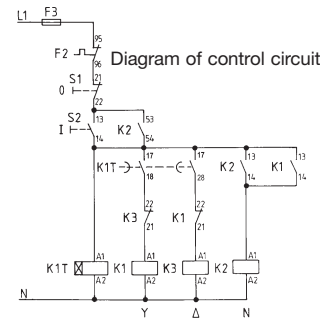 L1 F3
95
F2
96
Diagram of control circuit
S1 21
0
22
S2 13 53
I K2
14 54
17 17 13 13
K1T K2 K1
18 28 14 14
22 22
K3 K1
21 21
A1 A1 A1 A1
K1T K1 K3 K2
A2 A2 A2 A2
N
Y Δ N